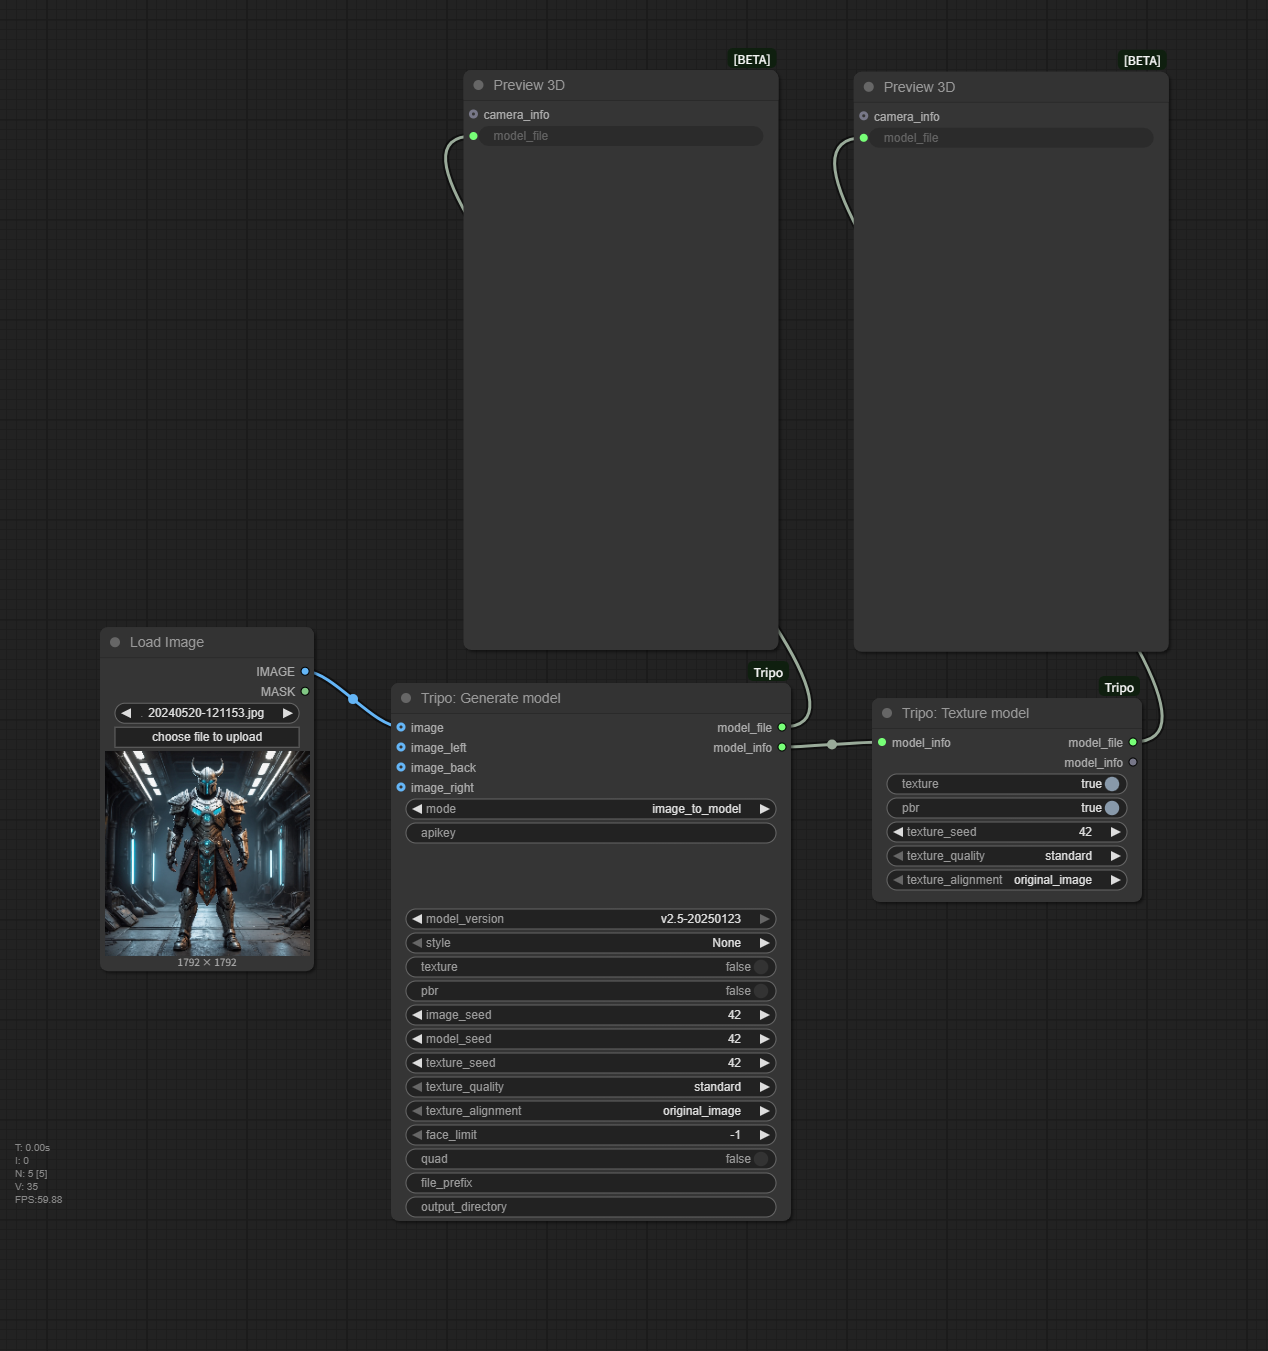 [BETA]
Preview 3D
camera_info
model_file
[BETA]
Preview 3D
camera_info
model_file
Load Image
IMAGE
MASK
20240520-121153.jpg
choose file to upload
1792 × 1792
Tripo
Tripo: Generate model
image
model_file
image_left
model_info
image_back
image_right
mode image_to_model
apikey
model_version v2.5-20250123
style None
texture false
pbr false
image_seed 42
model_seed 42
texture_seed 42
texture_quality standard
texture_alignment original_image
face_limit -1
quad false
file_prefix
output_directory
Tripo
Tripo: Texture model
model_info
model_file
model_info
texture true
pbr true
texture_seed 42
texture_quality standard
texture_alignment original_image
T: 0.00s
I: 0
N: 5 [5]
V: 35
FPS:59.88